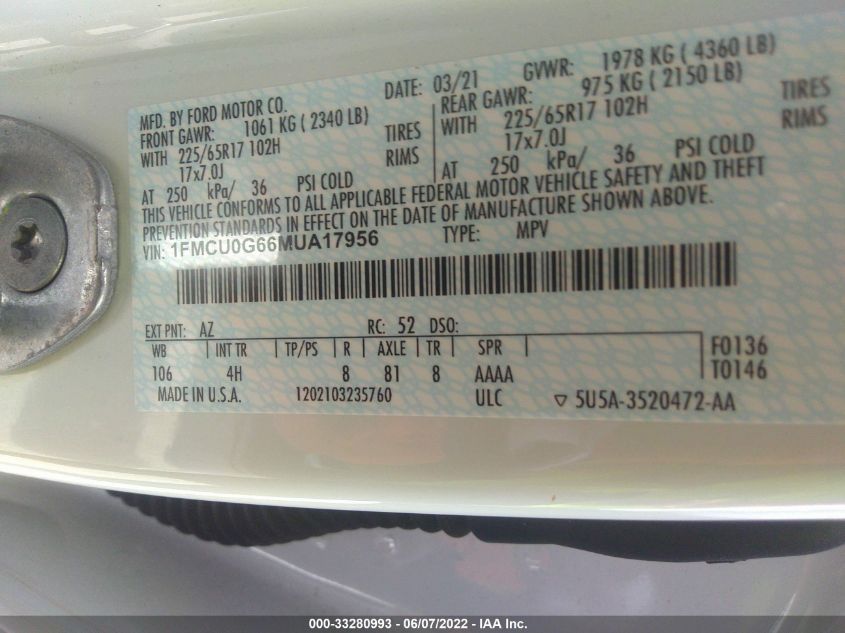 MFD. BY FORD MOTOR CO. DATE: 03/21 GVWR: 1978 KG ( 4360 LB)
FRONT GAWR: 1061 KG ( 2340 LB) REAR GAWR: 975 KG ( 2150 LB)
WITH 225/65R17 102H TIRES WITH 225/65R17 102H TIRES
17x7.0J RIMS 17x7.0J RIMS
AT 250 kPa/ 36 PSI COLD AT 250 kPa/ 36 PSI COLD
THIS VEHICLE CONFORMS TO ALL APPLICABLE FEDERAL MOTOR VEHICLE SAFETY AND THEFT
PREVENTION STANDARDS IN EFFECT ON THE DATE OF MANUFACTURE SHOWN ABOVE.
VIN: 1FMCU0G66MUA17956 TYPE: MPV
EXT PNT: AZ RC: 52 DSO:
WB INT TR TP/PS R AXLE TR SPR F0136
106 4H 8 81 8 AAAA T0146
MADE IN U.S.A. 1202103235760 ULC ▽ 5U5A-3520472-AA
000-33280993 - 06/07/2022 - IAA Inc.